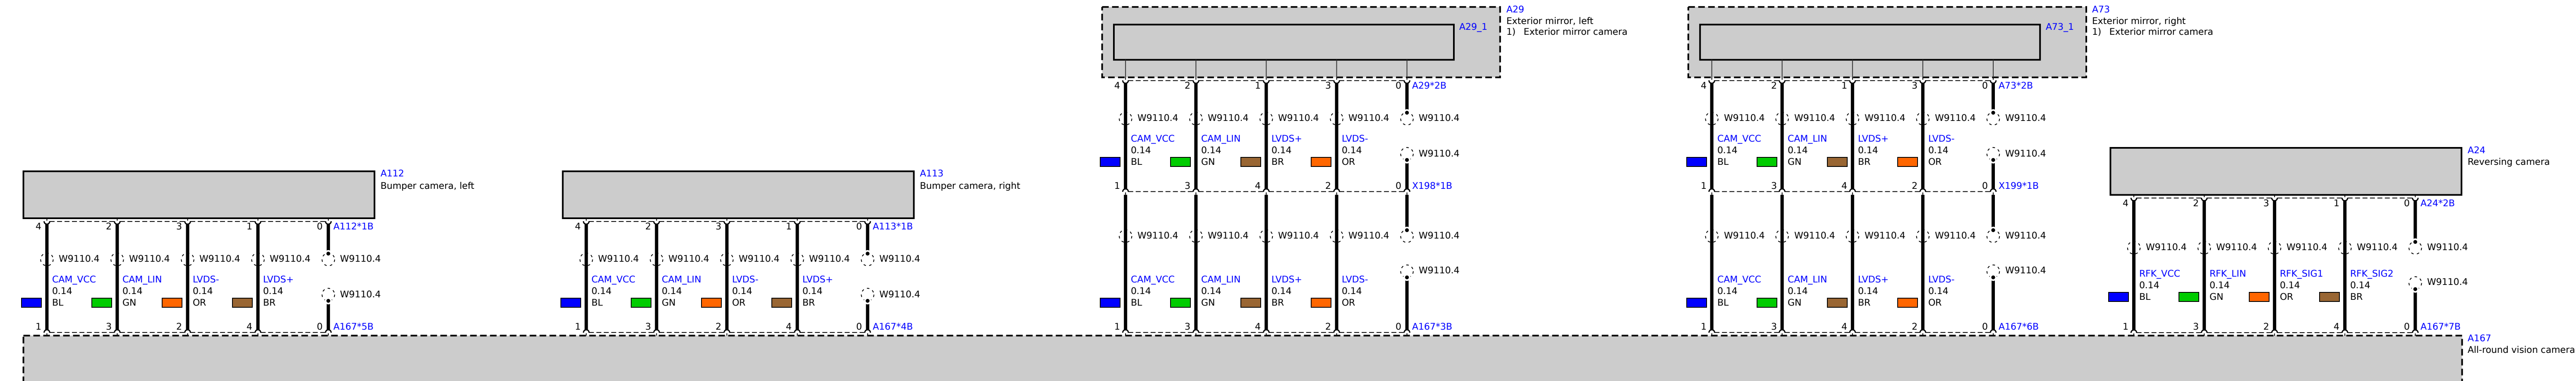 A29
Exterior mirror, left
1) Exterior mirror camera
A29_1
A73
Exterior mirror, right
1) Exterior mirror camera
A73_1
4 2 1 3 0 A29*2B
4 2 1 3 0 A73*2B
W9110.4 W9110.4 W9110.4 W9110.4 W9110.4
W9110.4 W9110.4 W9110.4 W9110.4 W9110.4
CAM_VCC CAM_LIN LVDS+ LVDS-
0.14 0.14 0.14 0.14 W9110.4
BL GN BR OR
CAM_VCC CAM_LIN LVDS+ LVDS-
0.14 0.14 0.14 0.14 W9110.4
BL GN BR OR
1 3 4 2 0 X198*1B
1 3 4 2 0 X199*1B
A24
Reversing camera
A112
Bumper camera, left
A113
Bumper camera, right
4 2 3 1 0 A24*2B
4 2 3 1 0 A112*1B
4 2 3 1 0 A113*1B
W9110.4 W9110.4 W9110.4 W9110.4 W9110.4
W9110.4 W9110.4 W9110.4 W9110.4 W9110.4
W9110.4 W9110.4 W9110.4 W9110.4 W9110.4
W9110.4 W9110.4 W9110.4 W9110.4 W9110.4
W9110.4 W9110.4 W9110.4 W9110.4 W9110.4
CAM_VCC CAM_LIN LVDS- LVDS+
0.14 0.14 0.14 0.14 W9110.4
BL GN OR BR
CAM_VCC CAM_LIN LVDS- LVDS+
0.14 0.14 0.14 0.14 W9110.4
BL GN OR BR
W9110.4
CAM_VCC CAM_LIN LVDS+ LVDS-
0.14 0.14 0.14 0.14
BL GN BR OR
W9110.4
CAM_VCC CAM_LIN LVDS+ LVDS-
0.14 0.14 0.14 0.14
BL GN BR OR
RFK_VCC RFK_LIN RFK_SIG1 RFK_SIG2
0.14 0.14 0.14 0.14 W9110.4
BL GN OR BR
1 3 2 4 0 A167*5B
1 3 2 4 0 A167*4B
1 3 4 2 0 A167*3B
1 3 4 2 0 A167*6B
1 3 2 4 0 A167*7B
A167
All-round vision camera